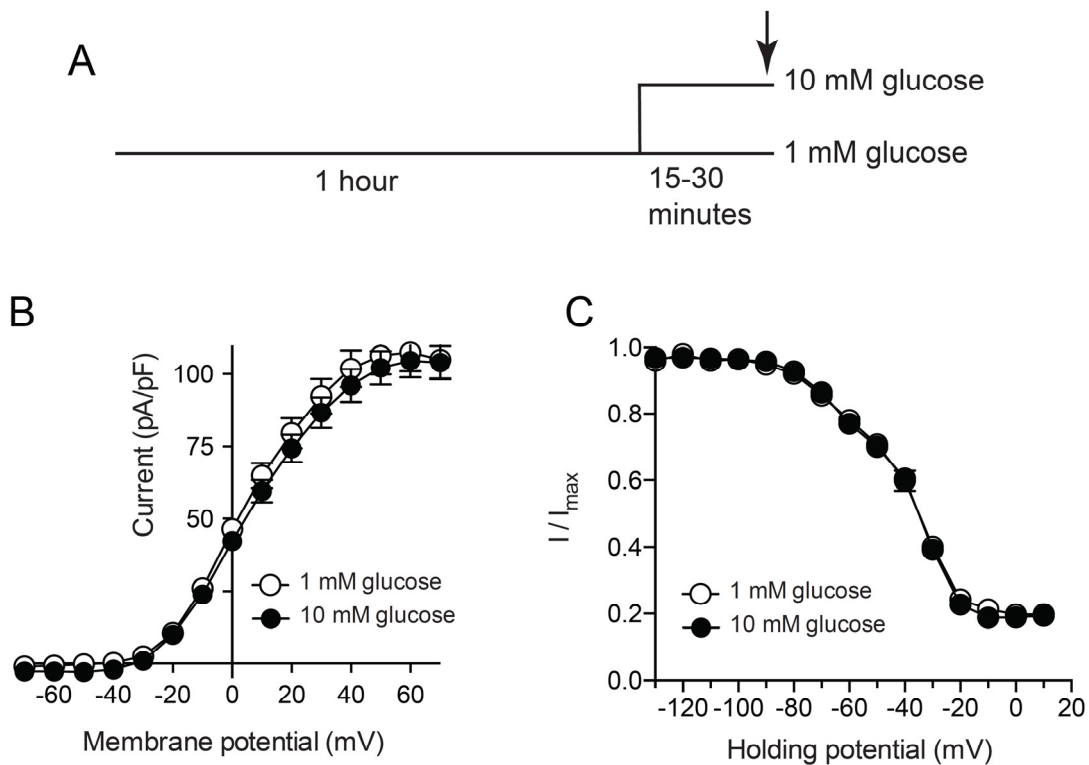 A
10 mM glucose
1 mM glucose
1 hour
15-30
minutes
B
Current (pA/pF)
100
75
50
1 mM glucose
10 mM glucose
-60 -40 -20 0 20 40 60
Membrane potential (mV)
C
I / Imax
1.0
0.8
0.6
0.4
0.2
0.0
1 mM glucose
10 mM glucose
-120 -100 -80 -60 -40 -20 0 20
Holding potential (mV)